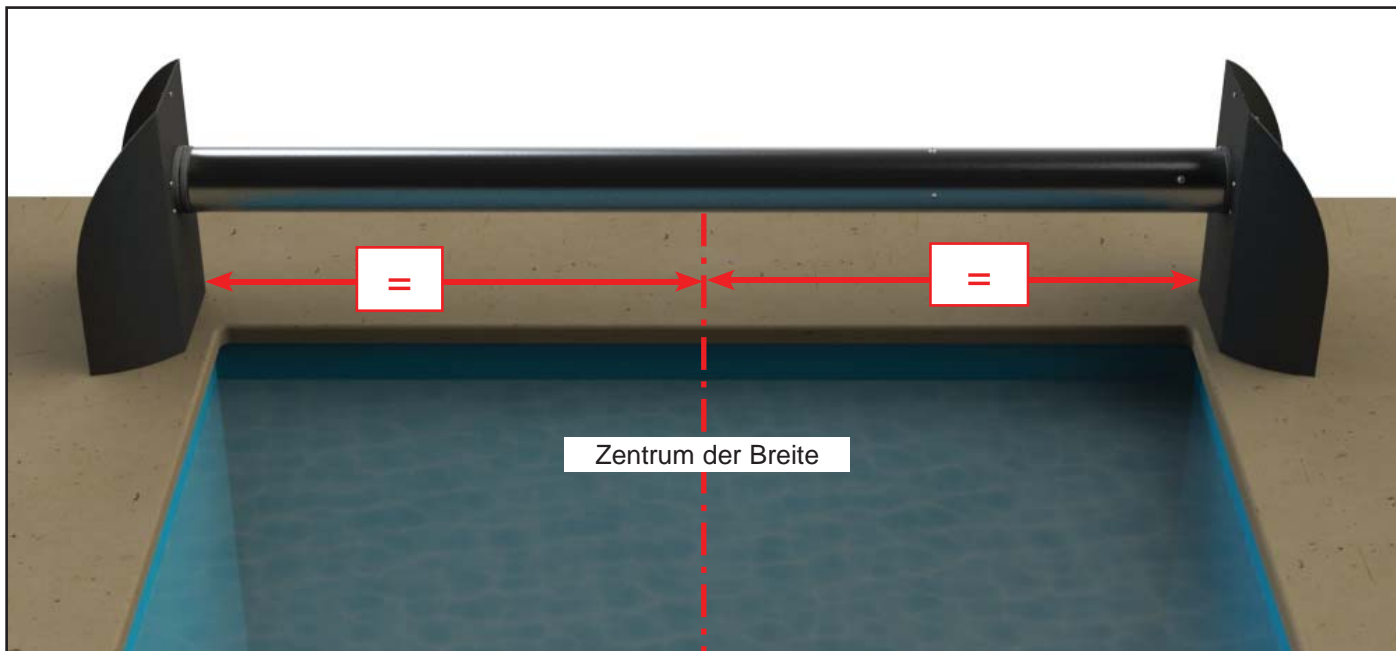 = =
Zentrum der Breite